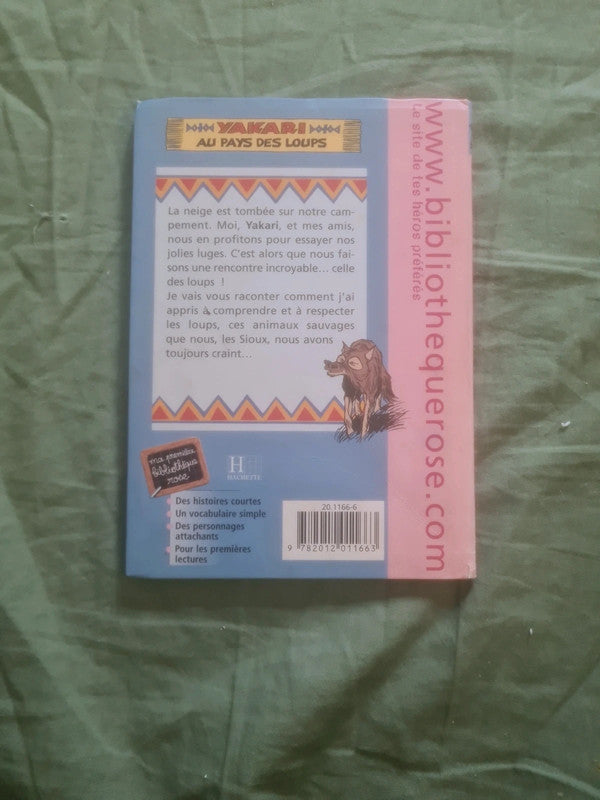 YAKARI
AU PAYS DES LOUPS
La neige est tombée sur notre cam-
pement. Moi, Yakari, et mes amis,
nous en profitons pour essayer nos
jolies luges. C'est alors que nous fai-
sons une rencontre incroyable... celle
des loups !
Je vais vous raconter comment j'ai
appris à comprendre et à respecter
les loups, ces animaux sauvages
que nous, les Sioux, nous avons
toujours craint...
ma première
bibliothèque
rose
H
HACHETTE
Des histoires courtes
Un vocabulaire simple
Des personnages
attachants
Pour les premières
lectures
20.1166-6
9 782012 011663
www.bibliothequerose.com
Le site de tes héros préférés